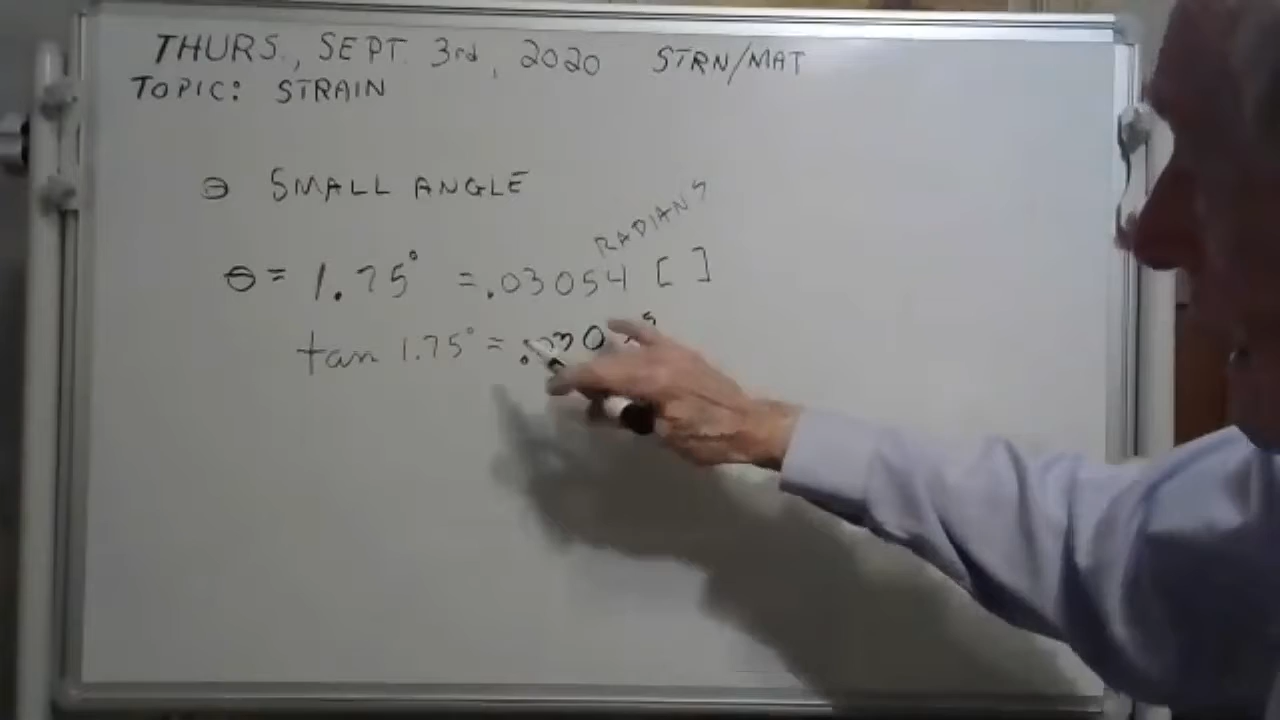 THURS., SEPT. 3rd, 2020 STRN/MAT
TOPIC: STRAIN
⊖ SMALL ANGLE
RADIANS
θ = 1.75° = .03054 [ ]
tan 1.75° =